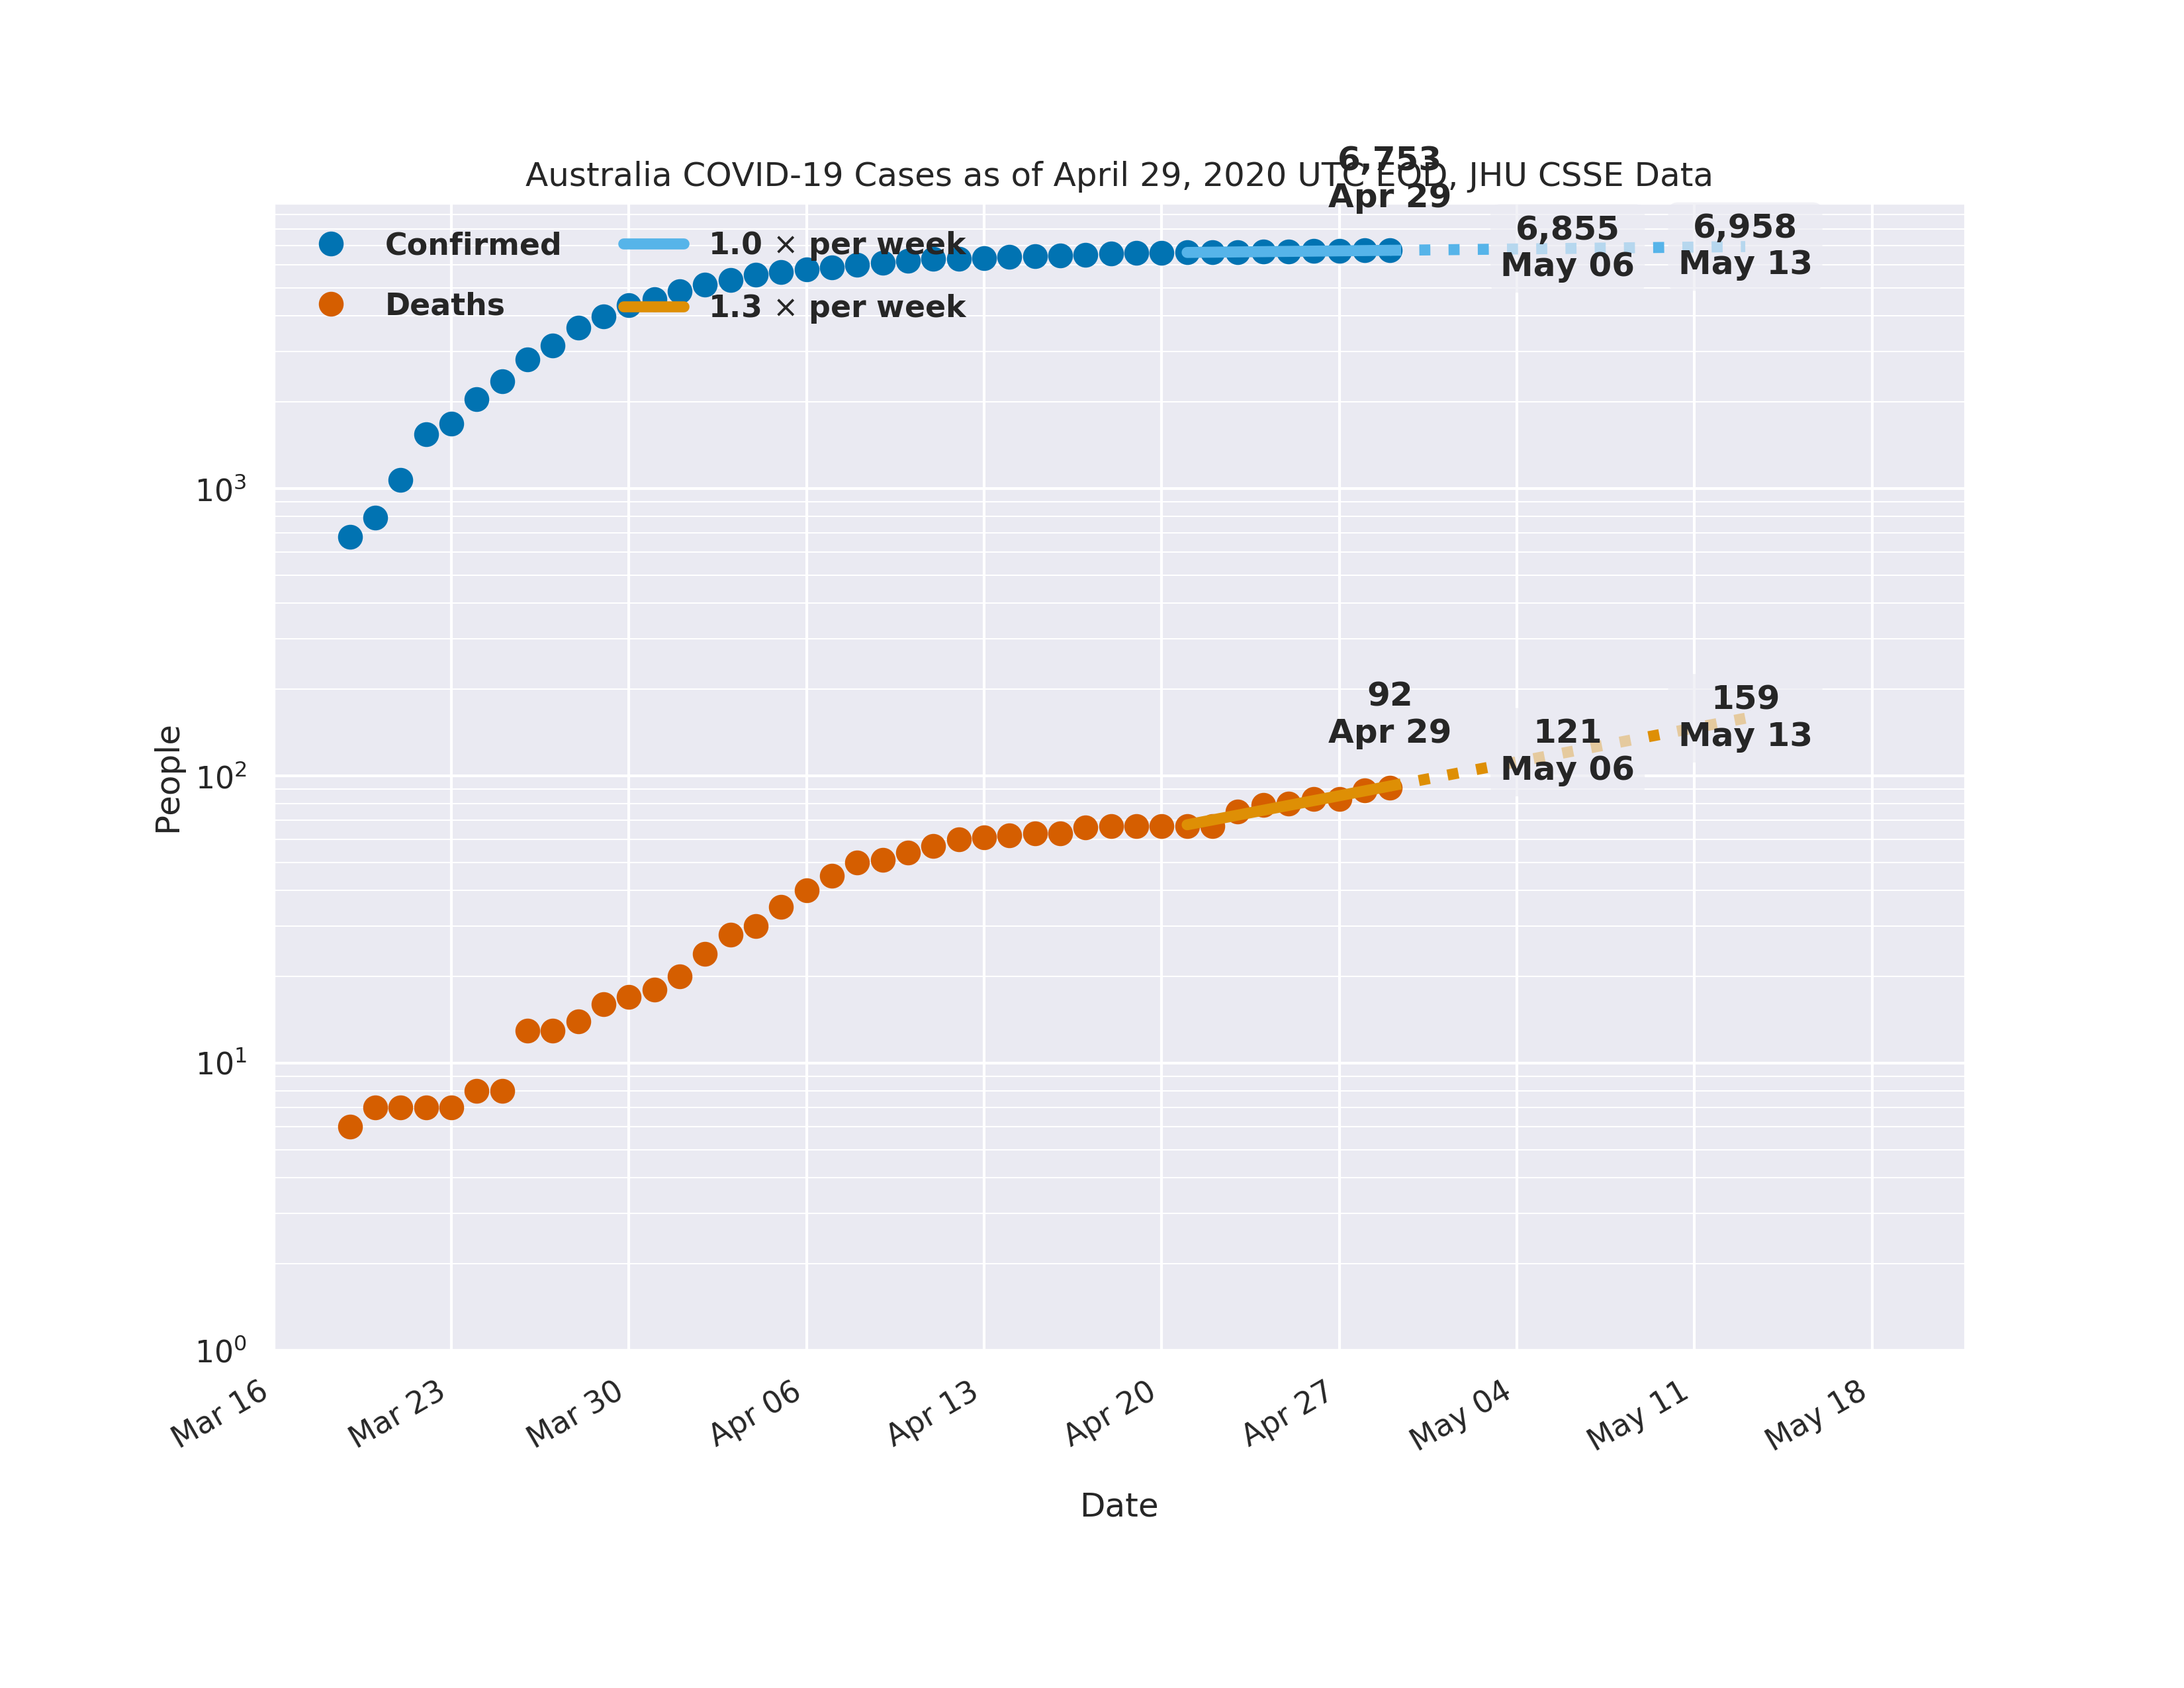 6,753
Australia COVID-19 Cases as of April 29, 2020 UTC EOD, JHU CSSE Data
Apr 29
Confirmed
Deaths
1.0 × per week
1.3 × per week
6,855
May 06
6,958
May 13
92
Apr 29
121
May 06
159
May 13
People
10³
10²
10¹
10⁰
Mar 16
Mar 23
Mar 30
Apr 06
Apr 13
Apr 20
Apr 27
May 04
May 11
May 18
Date